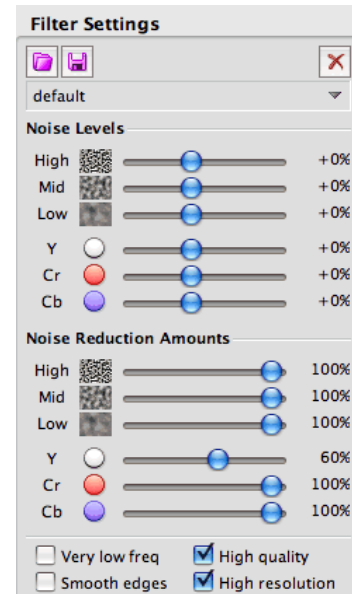 Filter Settings
default
Noise Levels
High +0%
Mid +0%
Low +0%
Y +0%
Cr +0%
Cb +0%
Noise Reduction Amounts
High 100%
Mid 100%
Low 100%
Y 60%
Cr 100%
Cb 100%
Very low freq High quality
Smooth edges High resolution